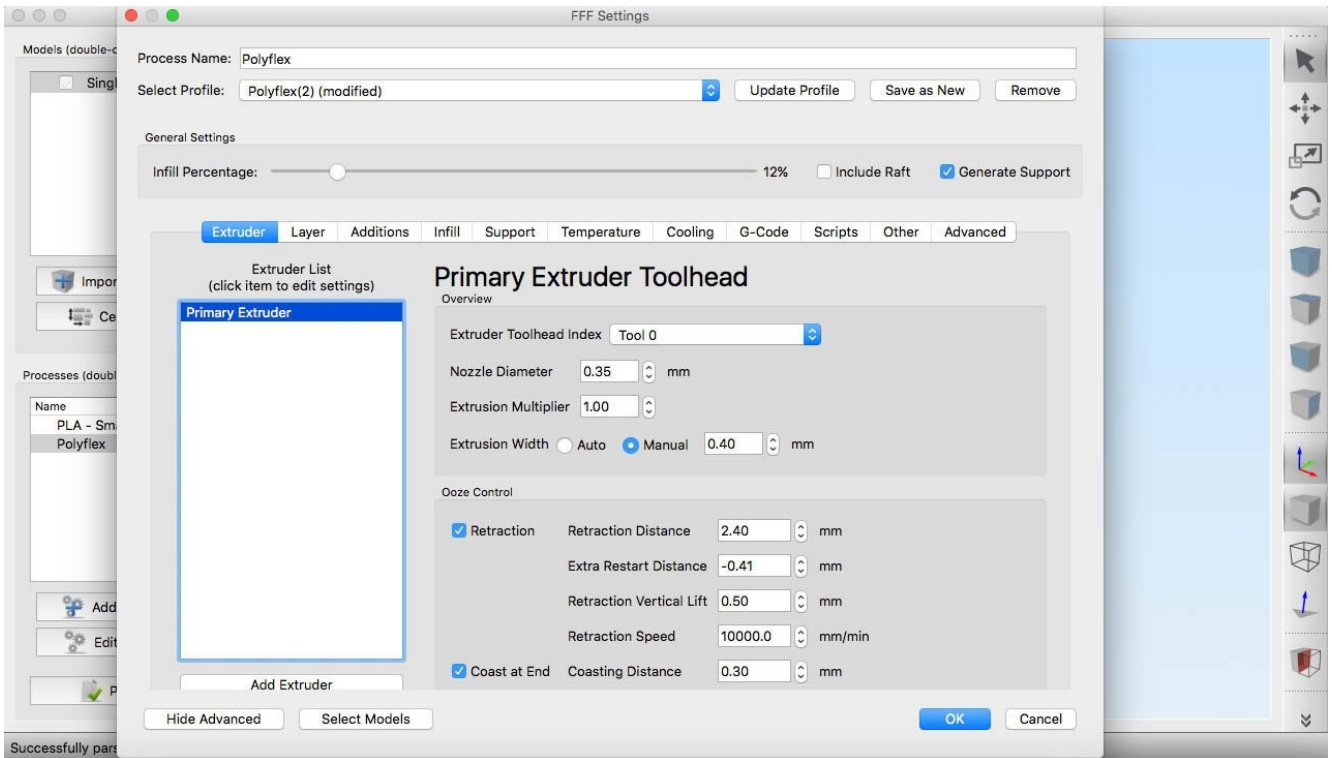 FFF Settings
Models (double-c
Singl
Process Name: Polyflex
Select Profile: Polyflex(2) (modified) Update Profile Save as New Remove
General Settings
Infill Percentage: 12% Include Raft Generate Support
Extruder Layer Additions Infill Support Temperature Cooling G-Code Scripts Other Advanced
Extruder List
(click item to edit settings)
Primary Extruder
Add Extruder
Primary Extruder Toolhead
Overview
Extruder Toolhead Index Tool 0
Nozzle Diameter 0.35 mm
Extrusion Multiplier 1.00
Extrusion Width Auto Manual 0.40 mm
Ooze Control
Retraction Retraction Distance 2.40 mm
Extra Restart Distance -0.41 mm
Retraction Vertical Lift 0.50 mm
Retraction Speed 10000.0 mm/min
Coast at End Coasting Distance 0.30 mm
Hide Advanced Select Models OK Cancel
Impor
Ce
Processes (doubl
Name
PLA - Sma
Polyflex
Add
Edit
P
Successfully pars